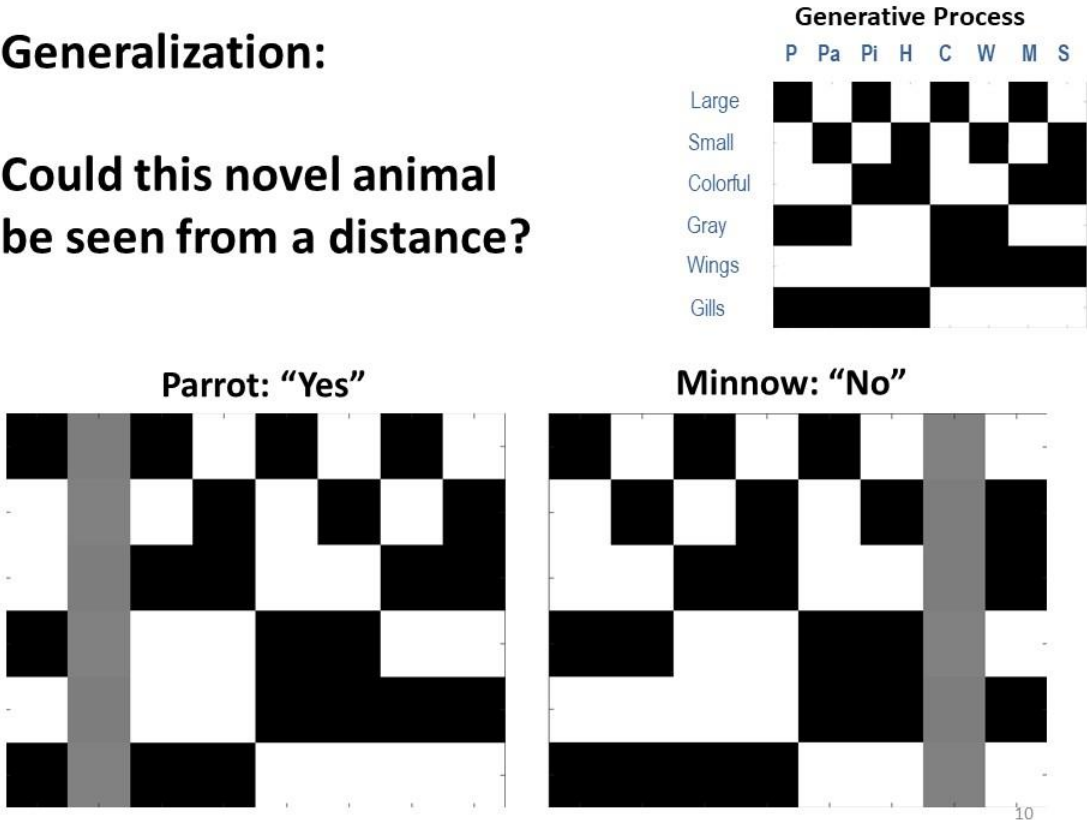 Generalization:
Could this novel animal
be seen from a distance?
Generative Process
P Pa Pi H C W M S
Large
Small
Colorful
Gray
Wings
Gills
Parrot: “Yes”
Minnow: “No”
10